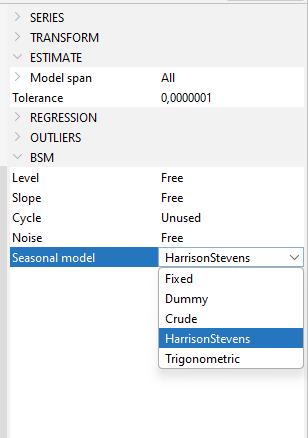 SERIES
TRANSFORM
ESTIMATE
Model span All
Tolerance 0,0000001
REGRESSION
OUTLIERS
BSM
Level Free
Slope Free
Cycle Unused
Noise Free
Seasonal model HarrisonStevens
Fixed
Dummy
Crude
HarrisonStevens
Trigonometric